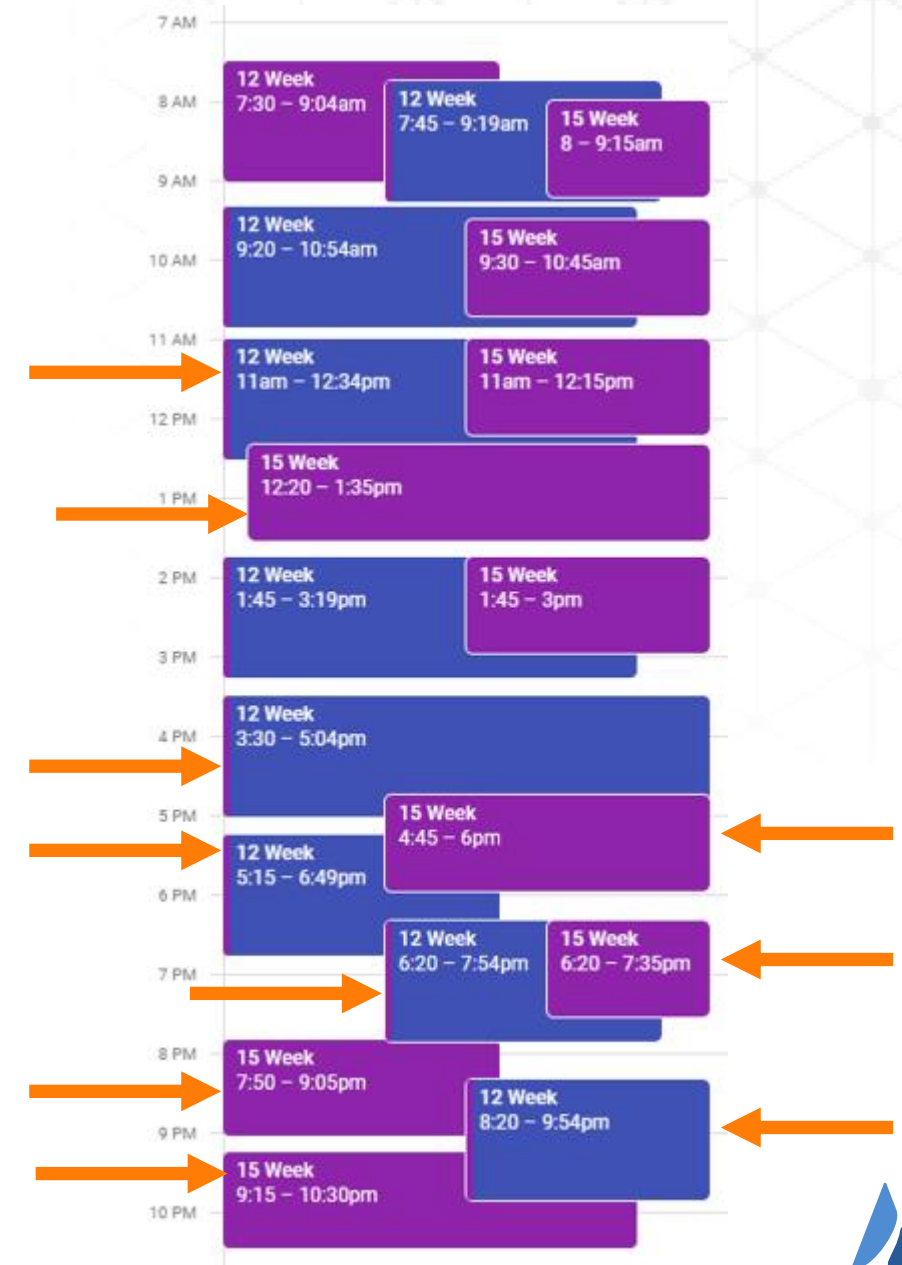 7 AM
12 Week
7:30 – 9:04am
8 AM
12 Week
7:45 – 9:19am
15 Week
8 – 9:15am
9 AM
12 Week
9:20 – 10:54am
15 Week
9:30 – 10:45am
10 AM
11 AM
12 Week
11am – 12:34pm
15 Week
11am – 12:15pm
12 PM
15 Week
12:20 – 1:35pm
1 PM
2 PM
12 Week
1:45 – 3:19pm
15 Week
1:45 – 3pm
3 PM
12 Week
3:30 – 5:04pm
4 PM
5 PM
15 Week
4:45 – 6pm
12 Week
5:15 – 6:49pm
6 PM
12 Week
6:20 – 7:54pm
15 Week
6:20 – 7:35pm
7 PM
8 PM
15 Week
7:50 – 9:05pm
12 Week
8:20 – 9:54pm
9 PM
15 Week
9:15 – 10:30pm
10 PM